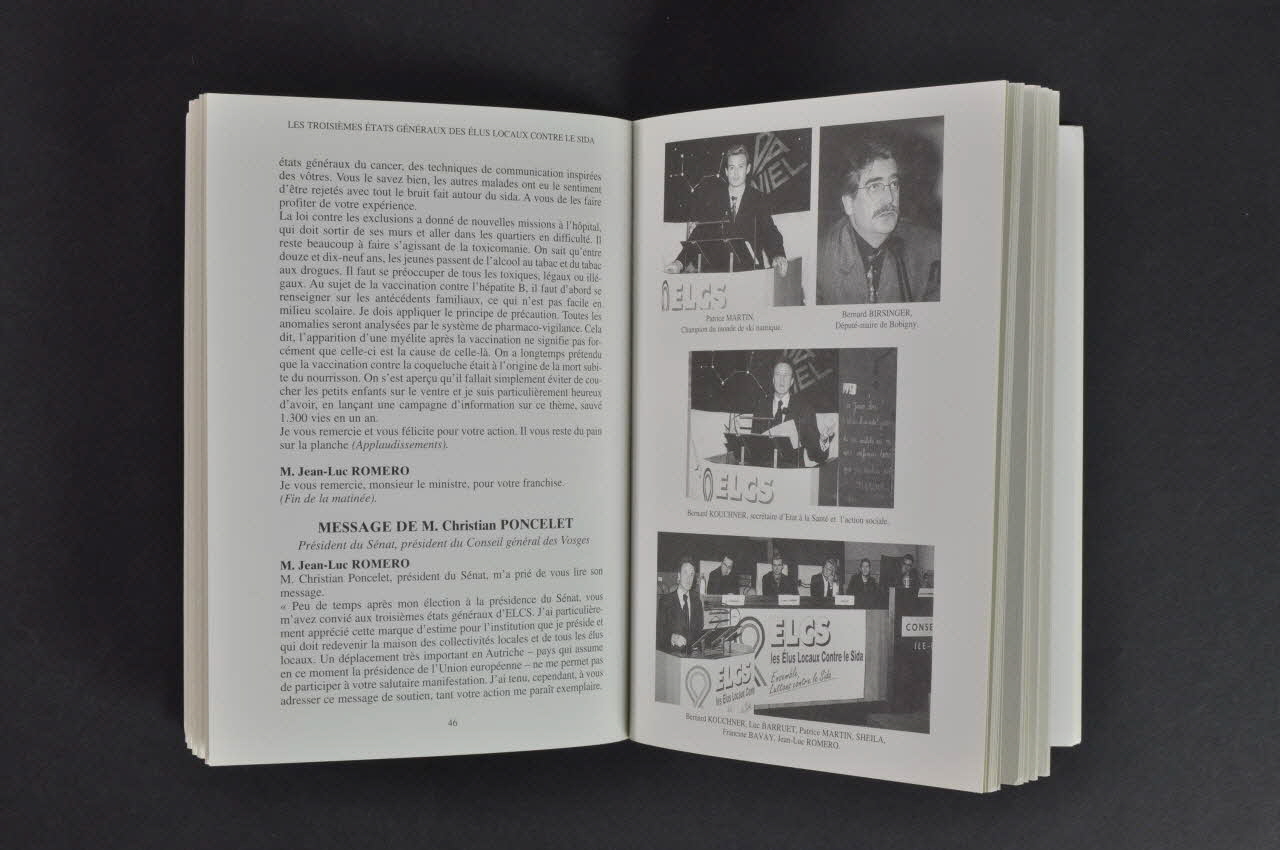 LES TROISIÈMES ÉTATS GÉNÉRAUX DES ÉLUS LOCAUX CONTRE LE SIDA
états généraux du cancer, des techniques de communication inspirées
des vôtres. Vous le savez bien, les autres malades ont eu le sentiment
d'être rejetés avec tout le bruit fait autour du sida. A vous de les faire
profiter de votre expérience.
La loi contre les exclusions a donné de nouvelles missions à l'hôpital,
qui doit sortir de ses murs et aller dans les quartiers en difficulté. Il
reste beaucoup à faire s'agissant de la toxicomanie. On sait qu'entre
douze et dix-neuf ans, les jeunes passent de l'alcool au tabac et du tabac
aux drogues. Il faut se préoccuper de tous les toxiques, légaux ou illé-
gaux. Au sujet de la vaccination contre l'hépatite B, il faut d'abord se
renseigner sur les antécédents familiaux, ce qui n'est pas facile en
milieu scolaire. Je dois appliquer le principe de précaution. Toutes les
anomalies seront analysées par le système de pharmaco-vigilance. Cela
dit, l'apparition d'une myélite après la vaccination ne signifie pas for-
cément que celle-ci est la cause de celle-là. On a longtemps prétendu
que la vaccination contre la coqueluche était à l'origine de la mort subi-
te du nourrisson. On s'est aperçu qu'il fallait simplement éviter de cou-
cher les petits enfants sur le ventre et je suis particulièrement heureux
d'avoir, en lançant une campagne d'information sur ce thème, sauvé
1.300 vies en un an.
Je vous remercie et vous félicite pour votre action. Il vous reste du pain
sur la planche (Applaudissements).
M. Jean-Luc ROMERO
Je vous remercie, monsieur le ministre, pour votre franchise.
(Fin de la matinée).
MESSAGE DE M. Christian PONCELET
Président du Sénat, président du Conseil général des Vosges
M. Jean-Luc ROMERO
M. Christian Poncelet, président du Sénat, m'a prié de vous lire son
message.
« Peu de temps après mon élection à la présidence du Sénat, vous
m'avez convié aux troisièmes états généraux d'ELCS. J'ai particulière-
ment apprécié cette marque d'estime pour l'institution que je préside et
qui doit redevenir la maison des collectivités locales et de tous les élus
locaux. Un déplacement très important en Autriche – pays qui assume
en ce moment la présidence de l'Union européenne – ne me permet pas
de participer à votre salutaire manifestation. J'ai tenu, cependant, à vous
adresser ce message de soutien, tant votre action me paraît exemplaire.
46
ELCS
Patrice MARTIN,
Champion du monde de ski nautique.
Bernard BIRSINGER,
Député-maire de Bobigny.
ELCS
Bernard KOUCHNER, secrétaire d'Etat à la Santé et l'action sociale.
CONSE
ILE-
ELCS
les Élus Locaux Contre le Sida
Ensemble,
Luttons contre le Sida
ELCS
les Élus Locaux Cont
Bernard KOUCHNER, Luc BARRUET, Patrice MARTIN, SHEILA,
Francine BAVAY, Jean-Luc ROMERO.